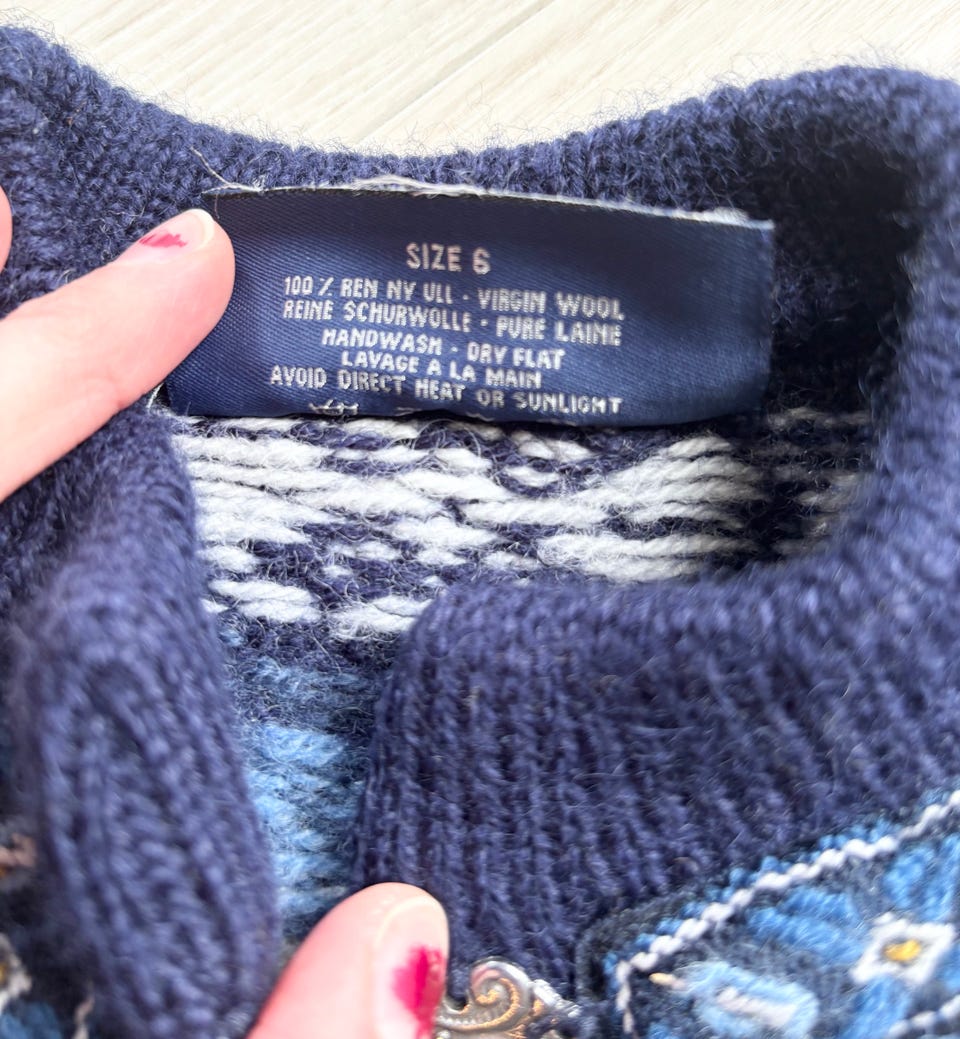 SIZE 6
100 % REN NY ULL - VIRGIN WOOL
REINE SCHURWOLLE - PURE LAINE
HANDWASH - DRY FLAT
LAVAGE A LA MAIN
AVOID DIRECT HEAT OR SUNLIGHT